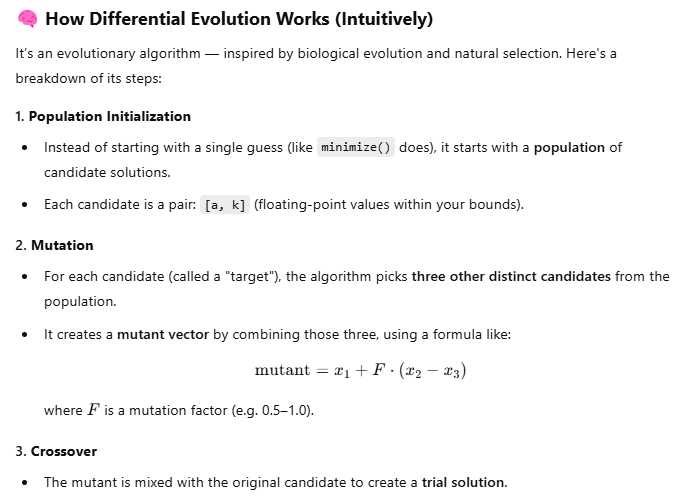 🧠 How Differential Evolution Works (Intuitively)
It's an evolutionary algorithm — inspired by biological evolution and natural selection. Here's a
breakdown of its steps:
1. Population Initialization
• Instead of starting with a single guess (like minimize() does), it starts with a population of
candidate solutions.
• Each candidate is a pair: [a, k] (floating-point values within your bounds).
2. Mutation
• For each candidate (called a "target"), the algorithm picks three other distinct candidates from the
population.
• It creates a mutant vector by combining those three, using a formula like:
mutant = x₁ + F · (x₂ − x₃)
where F is a mutation factor (e.g. 0.5–1.0).
3. Crossover
• The mutant is mixed with the original candidate to create a trial solution.